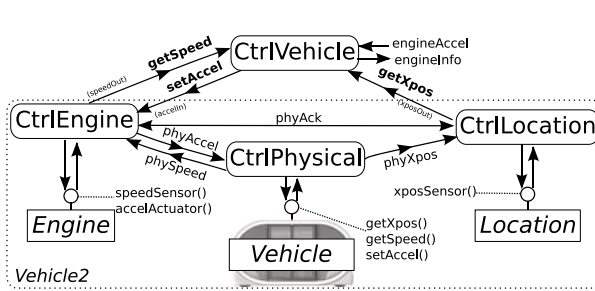 getSpeed
CtrlVehicle
engineAccel
engineInfo
(speedOut)
setAccel
getXpos
(accelIn)
(XposOut)
CtrlEngine
phyAck
CtrlLocation
phyAccel
phySpeed
CtrlPhysical
phyXpos
speedSensor()
accelActuator()
xposSensor()
Engine
getXpos()
getSpeed()
setAccel()
Vehicle
Location
Vehicle2